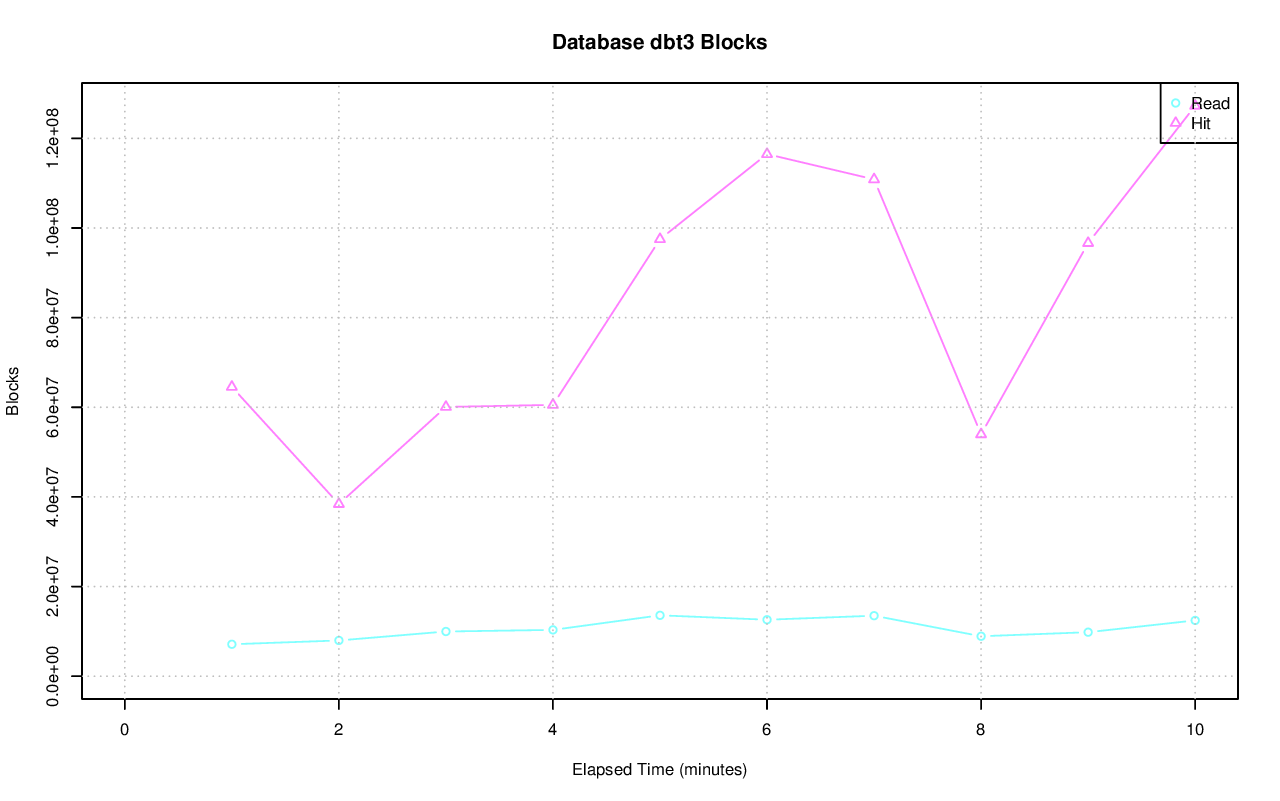 Database dbt3 Blocks
Read
Hit
Blocks
1.2e+08
1.0e+08
8.0e+07
6.0e+07
4.0e+07
2.0e+07
0.0e+00
0 2 4 6 8 10
Elapsed Time (minutes)